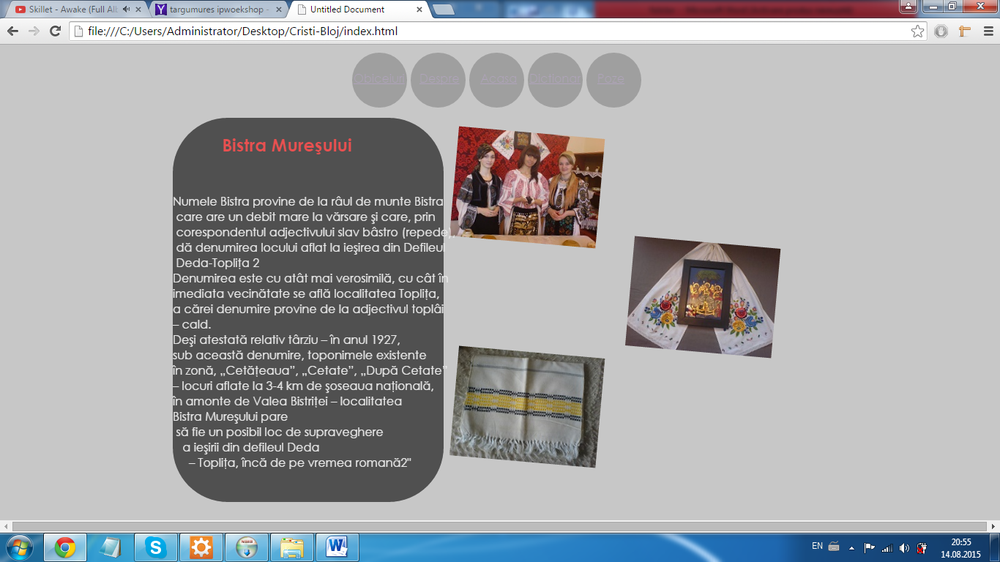 Skillet - Awake (Full Alb
targumures ipwoekshop -
Untitled Document
file:///C:/Users/Administrator/Desktop/Cristi-Bloj/index.html
Obiceiuri Despre Acasa Dictionar Poze
Bistra Mureşului
Numele Bistra provine de la râul de munte Bistra
care are un debit mare la vărsare şi care, prin
corespondentul adjectivului slav bâstro (repede),
dă denumirea locului aflat la ieşirea din Defileul
Deda-Topliţa 2
Denumirea este cu atât mai verosimilă, cu cât în
imediata vecinătate se află localitatea Topliţa,
a cărei denumire provine de la adjectivul toplâi
– cald.
Deşi atestată relativ târziu – în anul 1927,
sub această denumire, toponimele existente
în zonă, „Cetăţeaua”, „Cetate”, „După Cetate”
– locuri aflate la 3-4 km de şoseaua naţională,
în amonte de Valea Bistriţei – localitatea
Bistra Mureşului pare
să fie un posibil loc de supraveghere
a ieşirii din defileul Deda
– Topliţa, încă de pe vremea romană2"
EN
20:55
14.08.2015